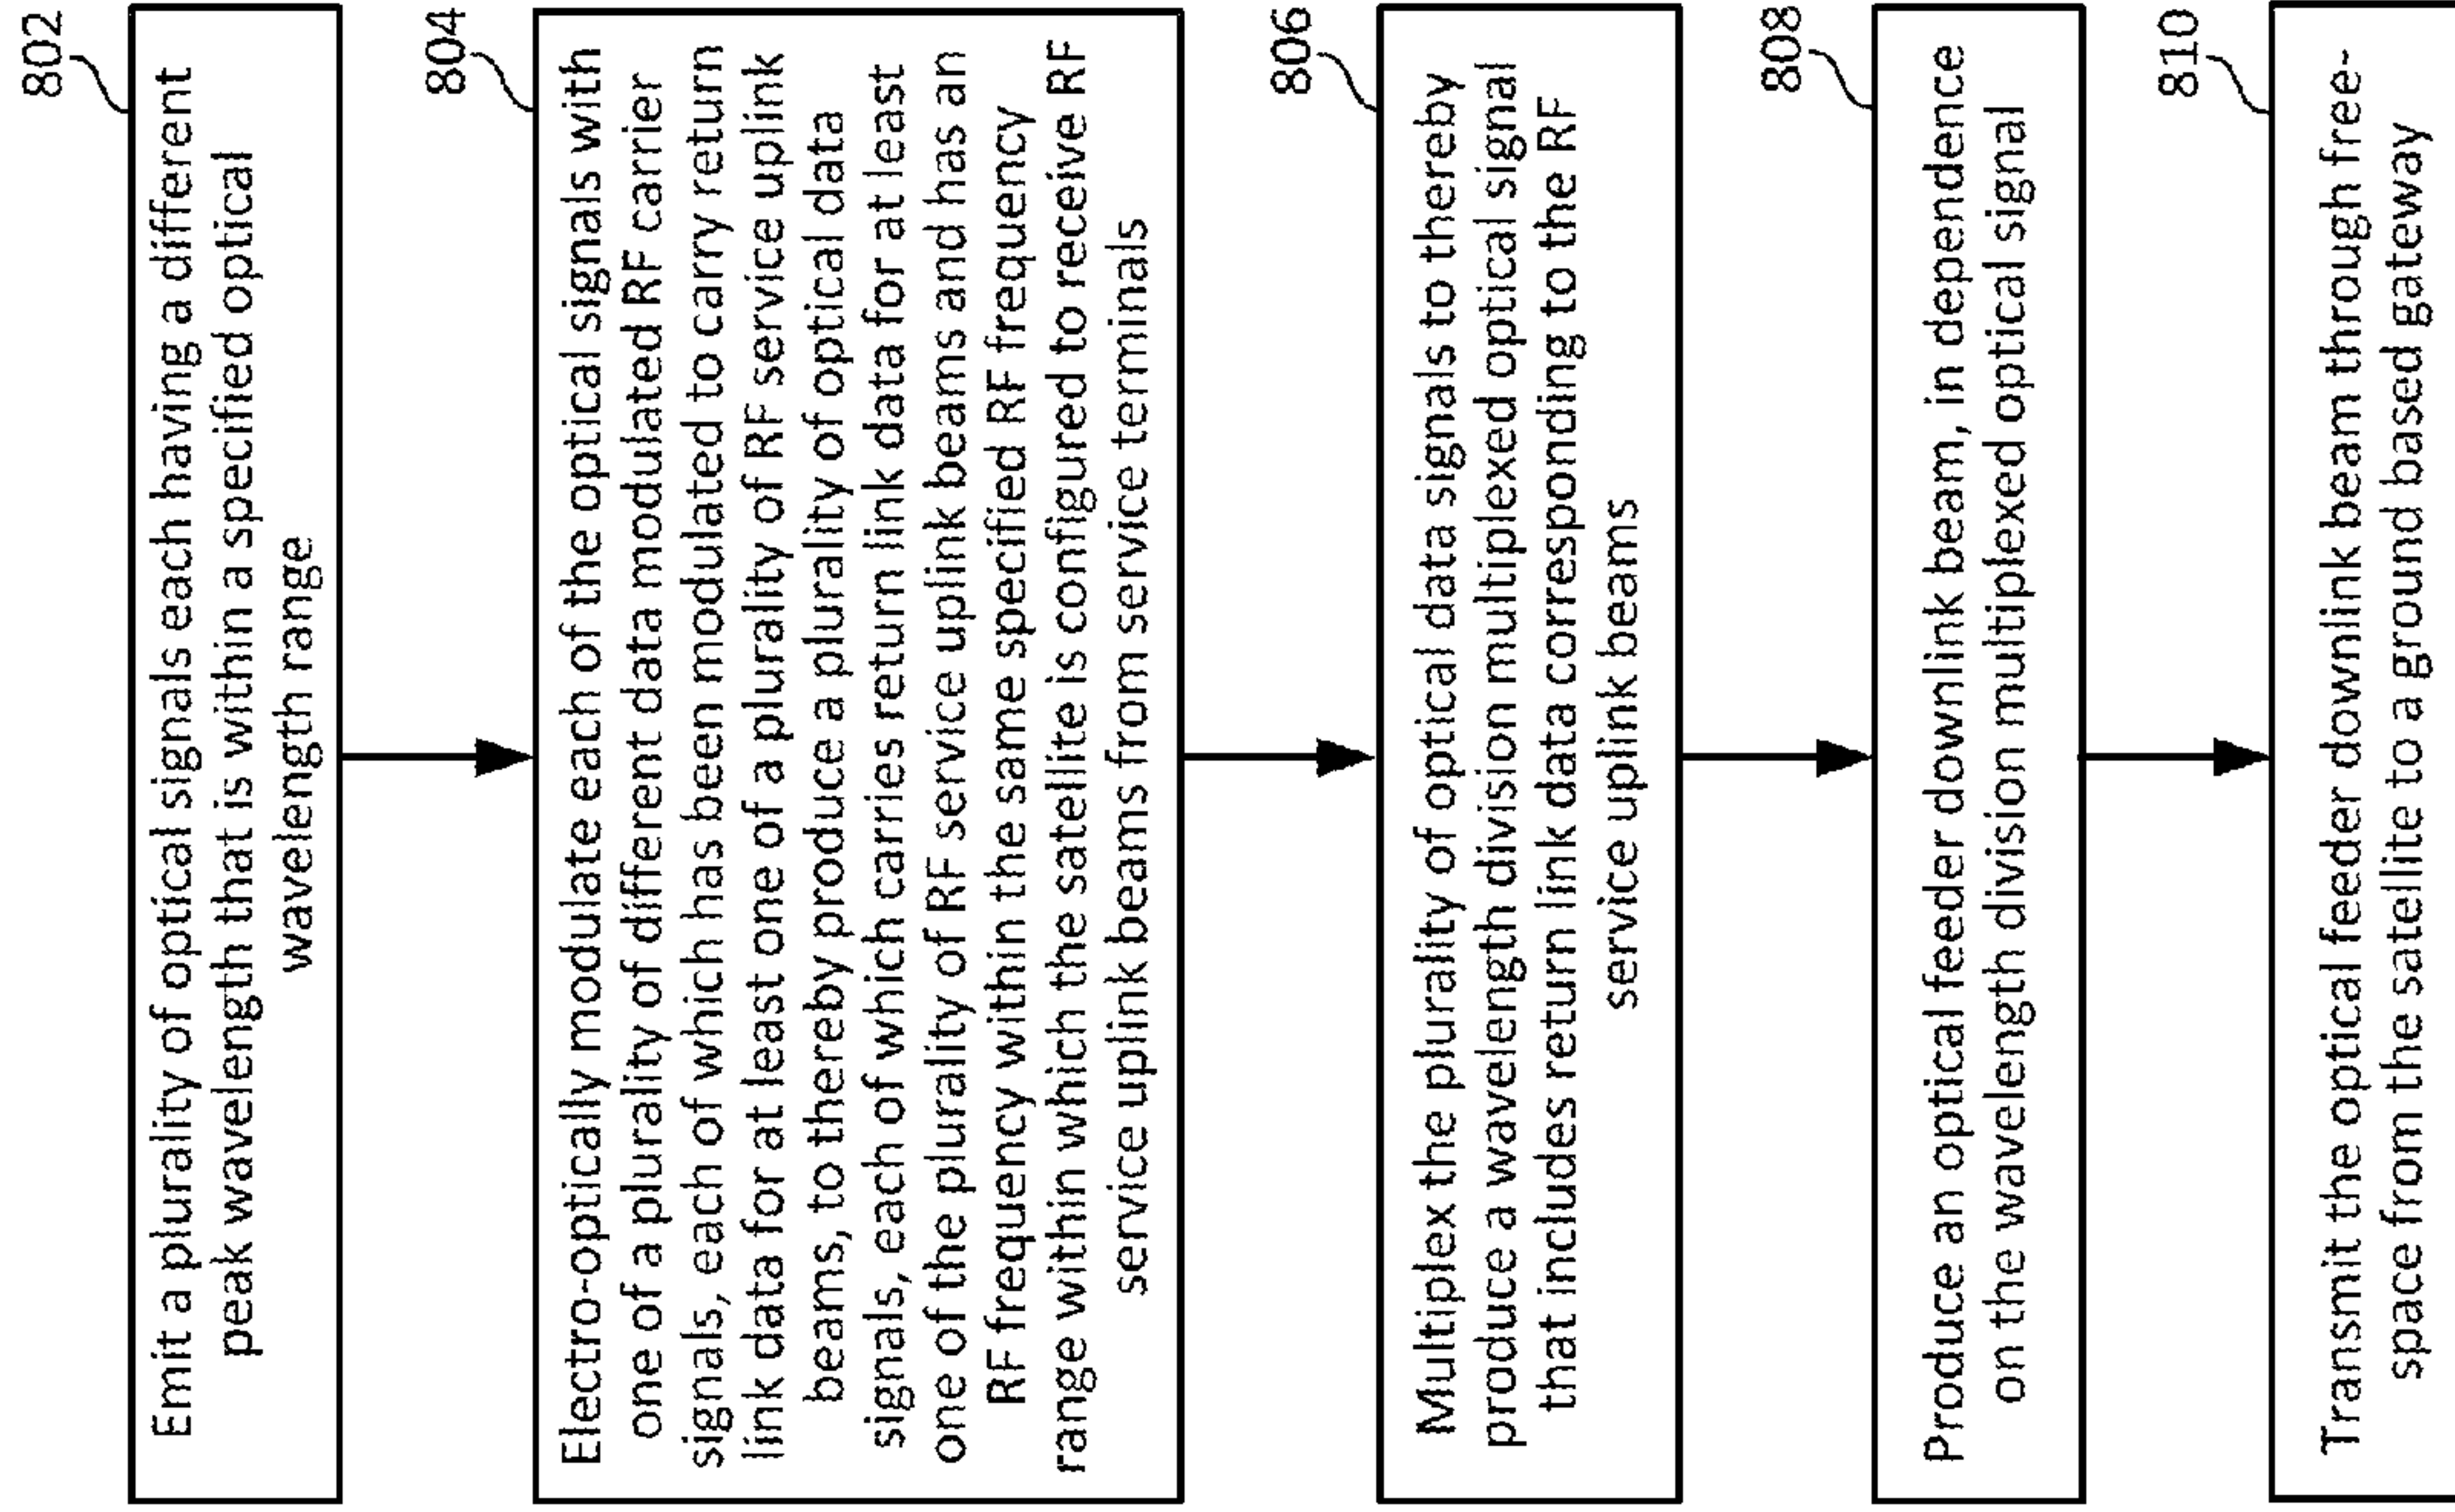 802
Emit a plurality of optical signals each having a different
peak wavelength that is within a specified optical
wavelength range
804
Electro-optically modulate each of the optical signals with
one of a plurality of different data modulated RF carrier
signals, each of which has been modulated to carry return
link data for at least one of a plurality of RF service uplink
beams, to thereby produce a plurality of optical data
signals, each of which carries return link data for at least
one of the plurality of RF service uplink beams and has an
RF frequency within the same specified RF frequency
range within which the satellite is configured to receive RF
service uplink beams from service terminals
806
Multiplex the plurality of optical data signals to thereby
produce a wavelength division multiplexed optical signal
that includes return link data corresponding to the RF
service uplink beams
808
Produce an optical feeder downlink beam, in dependence
on the wavelength division multiplexed optical signal
810
Transmit the optical feeder downlink beam through free-
space from the satellite to a ground based gateway